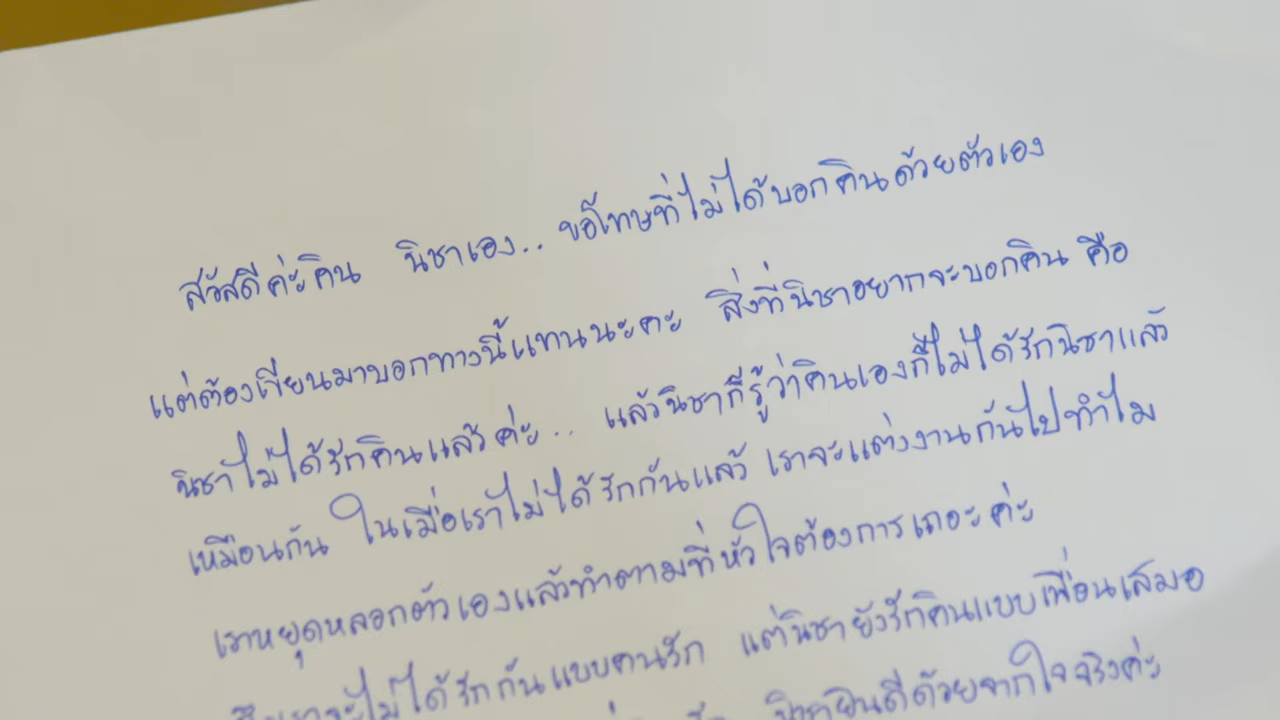 สวัสดีค่ะคิน นิชาเอง.. ขอโทษที่ไม่ได้บอกคินด้วยตัวเอง
แต่ต้องเขียนมาบอกทางนี้แทนนะคะ สิ่งที่นิชาอยากจะบอกคิน คือ
นิชาไม่ได้รักคินแล้วค่ะ... แล้วนิชาก็รู้ว่าคินเองก็ไม่ได้รักนิชาแล้ว
เหมือนกัน ในเมื่อเราไม่ได้รักกันแล้ว เราจะแต่งงานกันไปทำไม
เราหยุดหลอกตัวเองแล้วทำตามที่หัวใจต้องการเถอะค่ะ
ถึงเราจะไม่ได้รักกันแบบคนรัก แต่นิชายังรักคินแบบเพื่อนเสมอ
ยินดีด้วยจากใจจริงค่ะ